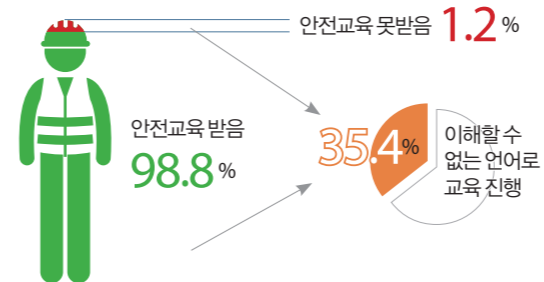 안전교육 못받음 1.2%
안전교육 받음
98.8%
35.4%
이해할 수
없는 언어로
교육 진행